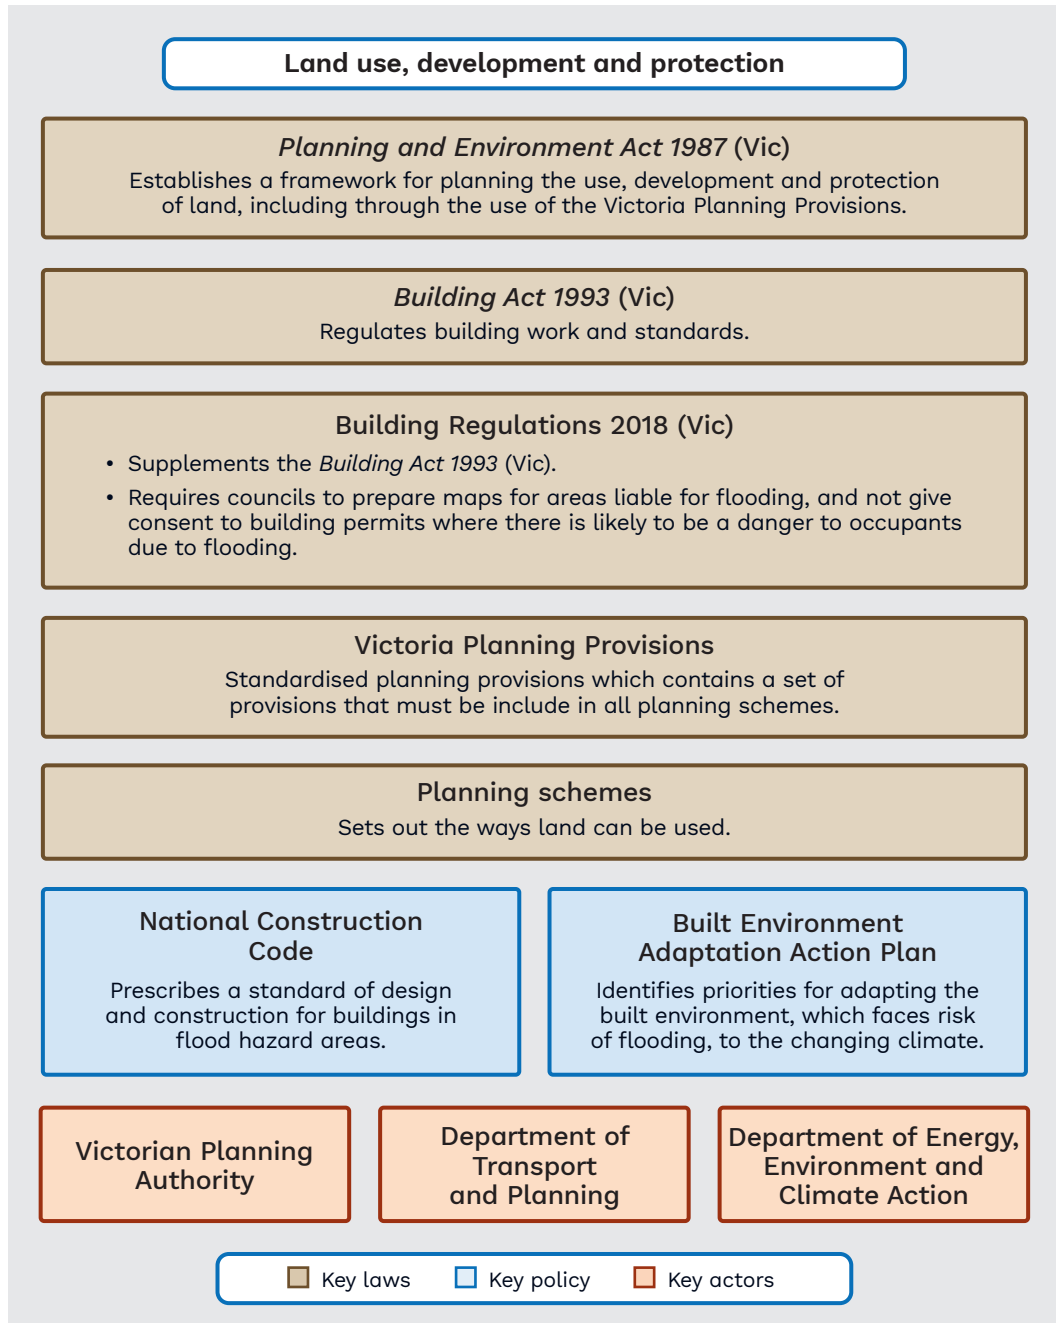 Land use, development and protection
Planning and Environment Act 1987 (Vic)
Establishes a framework for planning the use, development and protection
of land, including through the use of the Victoria Planning Provisions.
Building Act 1993 (Vic)
Regulates building work and standards.
Building Regulations 2018 (Vic)
• Supplements the Building Act 1993 (Vic).
• Requires councils to prepare maps for areas liable for flooding, and not give
consent to building permits where there is likely to be a danger to occupants
due to flooding.
Victoria Planning Provisions
Standardised planning provisions which contains a set of
provisions that must be include in all planning schemes.
Planning schemes
Sets out the ways land can be used.
National Construction
Code
Prescribes a standard of design
and construction for buildings in
flood hazard areas.
Built Environment
Adaptation Action Plan
Identifies priorities for adapting the
built environment, which faces risk
of flooding, to the changing climate.
Victorian Planning
Authority
Department of
Transport
and Planning
Department of Energy,
Environment and
Climate Action
Key laws
Key policy
Key actors